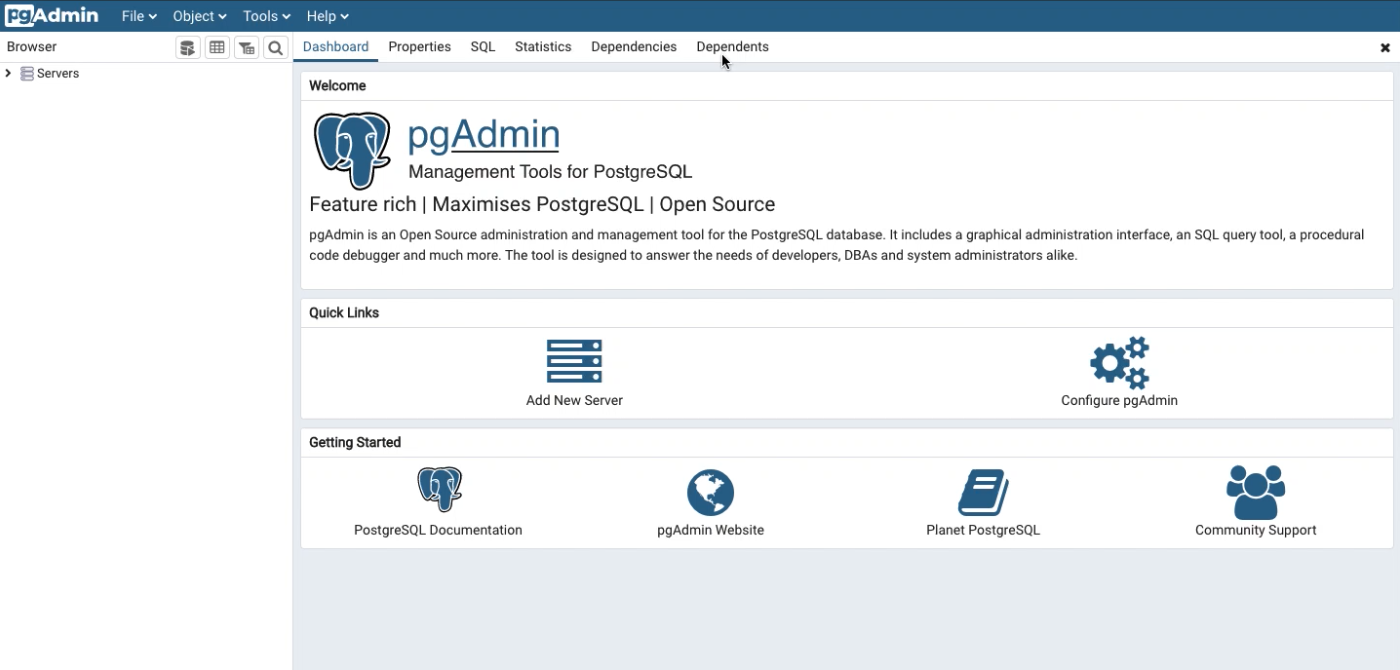 pgAdmin File Object Tools Help
Browser
Dashboard Properties SQL Statistics Dependencies Dependents
Servers
Welcome
pgAdmin
Management Tools for PostgreSQL
Feature rich | Maximises PostgreSQL | Open Source
pgAdmin is an Open Source administration and management tool for the PostgreSQL database. It includes a graphical administration interface, an SQL query tool, a procedural
code debugger and much more. The tool is designed to answer the needs of developers, DBAs and system administrators alike.
Quick Links
Add New Server
Configure pgAdmin
Getting Started
PostgreSQL Documentation
pgAdmin Website
Planet PostgreSQL
Community Support